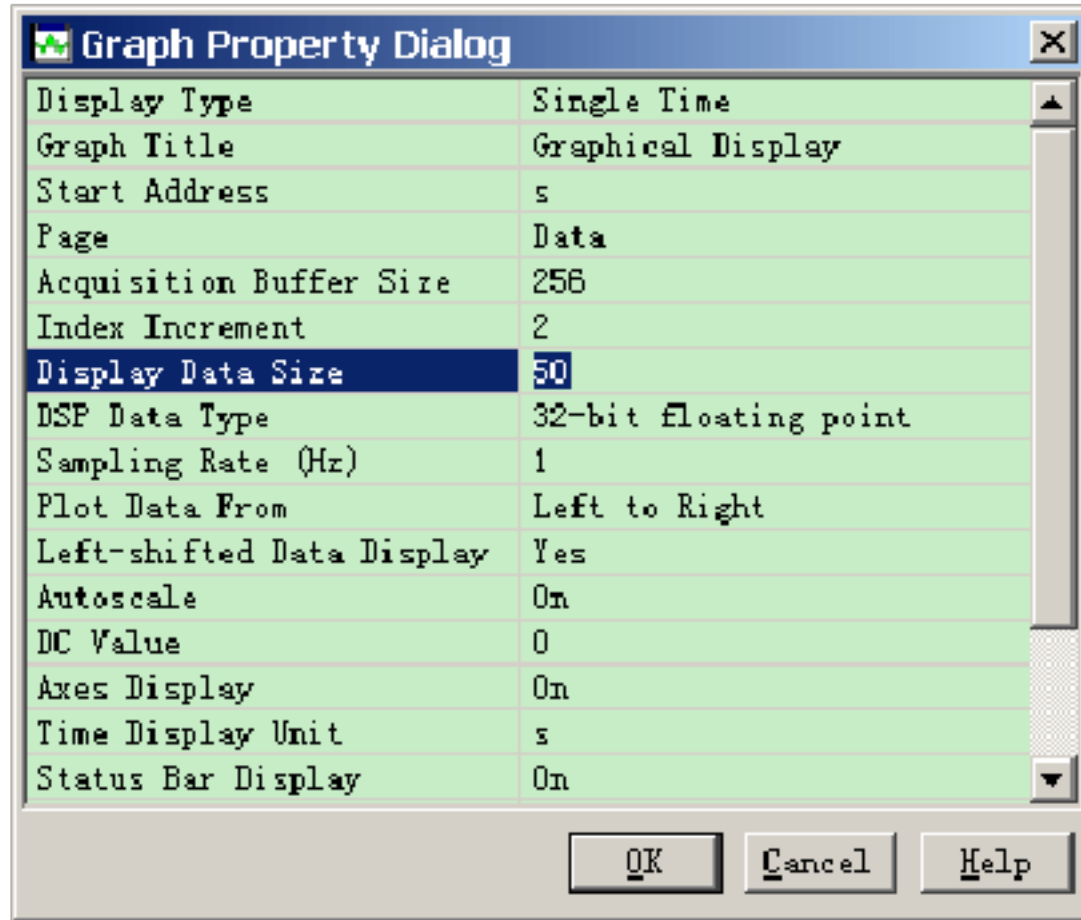 Graph Property Dialog
Display Type Single Time
Graph Title Graphical Display
Start Address s
Page Data
Acquisition Buffer Size 256
Index Increment 2
Display Data Size 50
DSP Data Type 32-bit floating point
Sampling Rate (Hz) 1
Plot Data From Left to Right
Left-shifted Data Display Yes
Autoscale On
DC Value 0
Axes Display On
Time Display Unit s
Status Bar Display On
OK Cancel Help